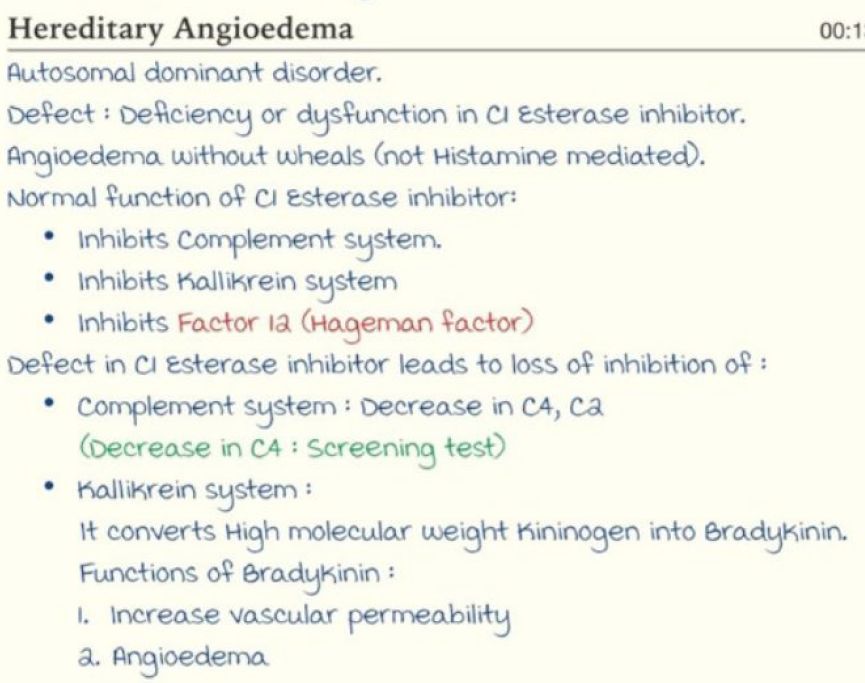 Hereditary Angioedema
00:1
Autosomal dominant disorder.
Defect : Deficiency or dysfunction in C1 Esterase inhibitor.
Angioedema without wheals (not Histamine mediated).
Normal function of C1 Esterase inhibitor:
• Inhibits Complement system.
• Inhibits Kallikrein system
• Inhibits Factor 12 (Hageman factor)
Defect in C1 Esterase inhibitor leads to loss of inhibition of :
• Complement system : Decrease in C4, C2
(Decrease in C4 : Screening test)
• Kallikrein system :
It converts High molecular weight Kininogen into Bradykinin.
Functions of Bradykinin :
1. Increase vascular permeability
2. Angioedema